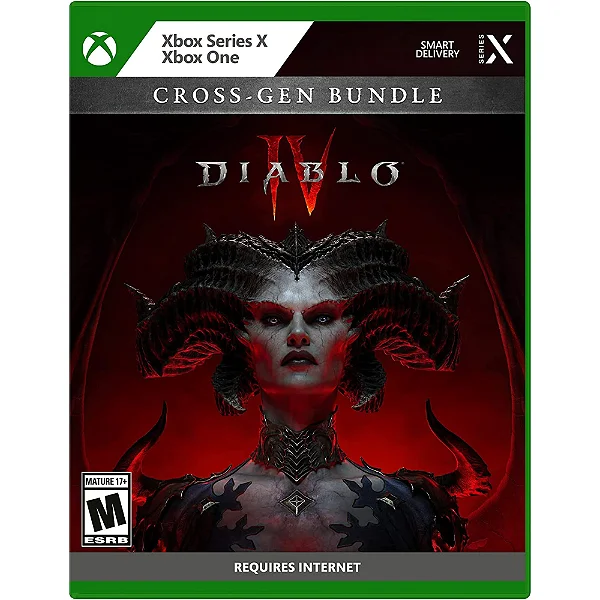 Xbox Series X
Xbox One
SMART
DELIVERY
SERIES X
CROSS-GEN BUNDLE
IV
DIABLO
MATURE 17+
M
ESRB
REQUIRES INTERNET